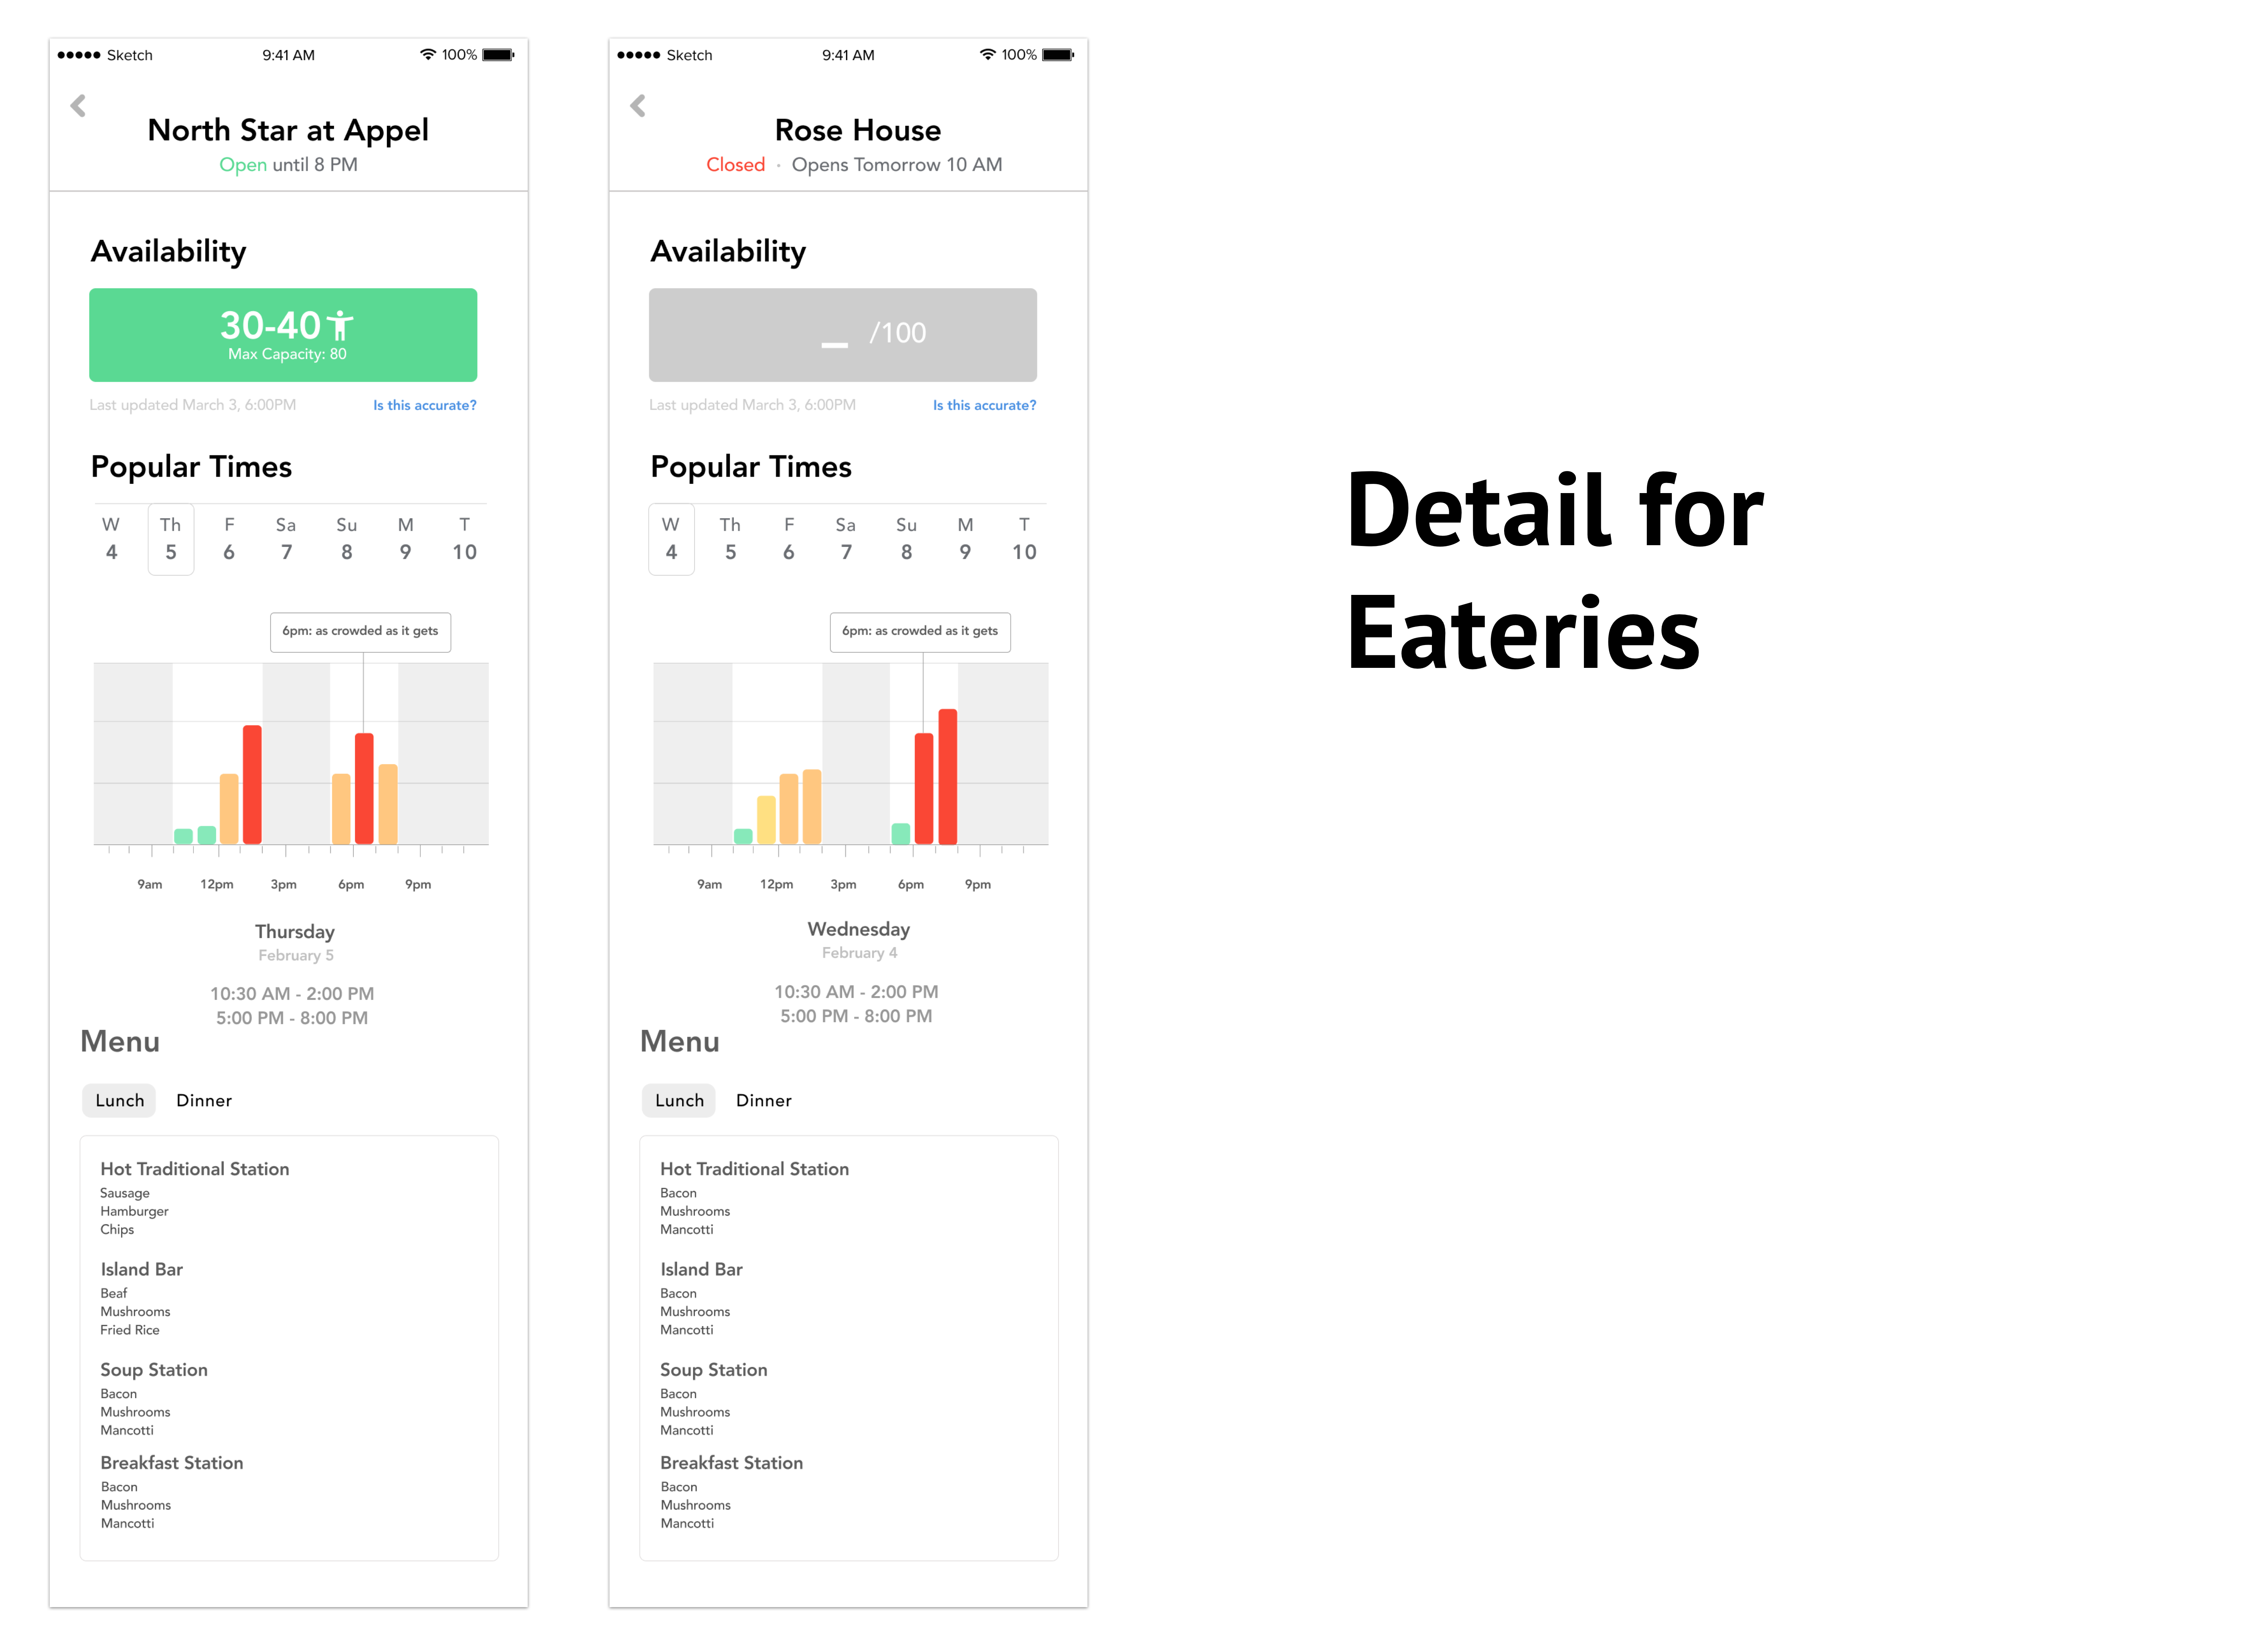 Sketch 9:41 AM 100%
North Star at Appel
Open until 8 PM
Availability
30-40
Max Capacity: 80
Last updated March 3, 6:00PM Is this accurate?
Popular Times
W Th F Sa Su M T
4 5 6 7 8 9 10
6pm: as crowded as it gets
9am 12pm 3pm 6pm 9pm
Thursday
February 5
10:30 AM - 2:00 PM
5:00 PM - 8:00 PM
Menu
Lunch Dinner
Hot Traditional Station
Sausage
Hamburger
Chips
Island Bar
Beaf
Mushrooms
Fried Rice
Soup Station
Bacon
Mushrooms
Mancotti
Breakfast Station
Bacon
Mushrooms
Mancotti
Sketch 9:41 AM 100%
Rose House
Closed · Opens Tomorrow 10 AM
Availability
_ /100
Last updated March 3, 6:00PM Is this accurate?
Popular Times
W Th F Sa Su M T
4 5 6 7 8 9 10
6pm: as crowded as it gets
9am 12pm 3pm 6pm 9pm
Wednesday
February 4
10:30 AM - 2:00 PM
5:00 PM - 8:00 PM
Menu
Lunch Dinner
Hot Traditional Station
Bacon
Mushrooms
Mancotti
Island Bar
Bacon
Mushrooms
Mancotti
Soup Station
Bacon
Mushrooms
Mancotti
Breakfast Station
Bacon
Mushrooms
Mancotti
Detail for
Eateries